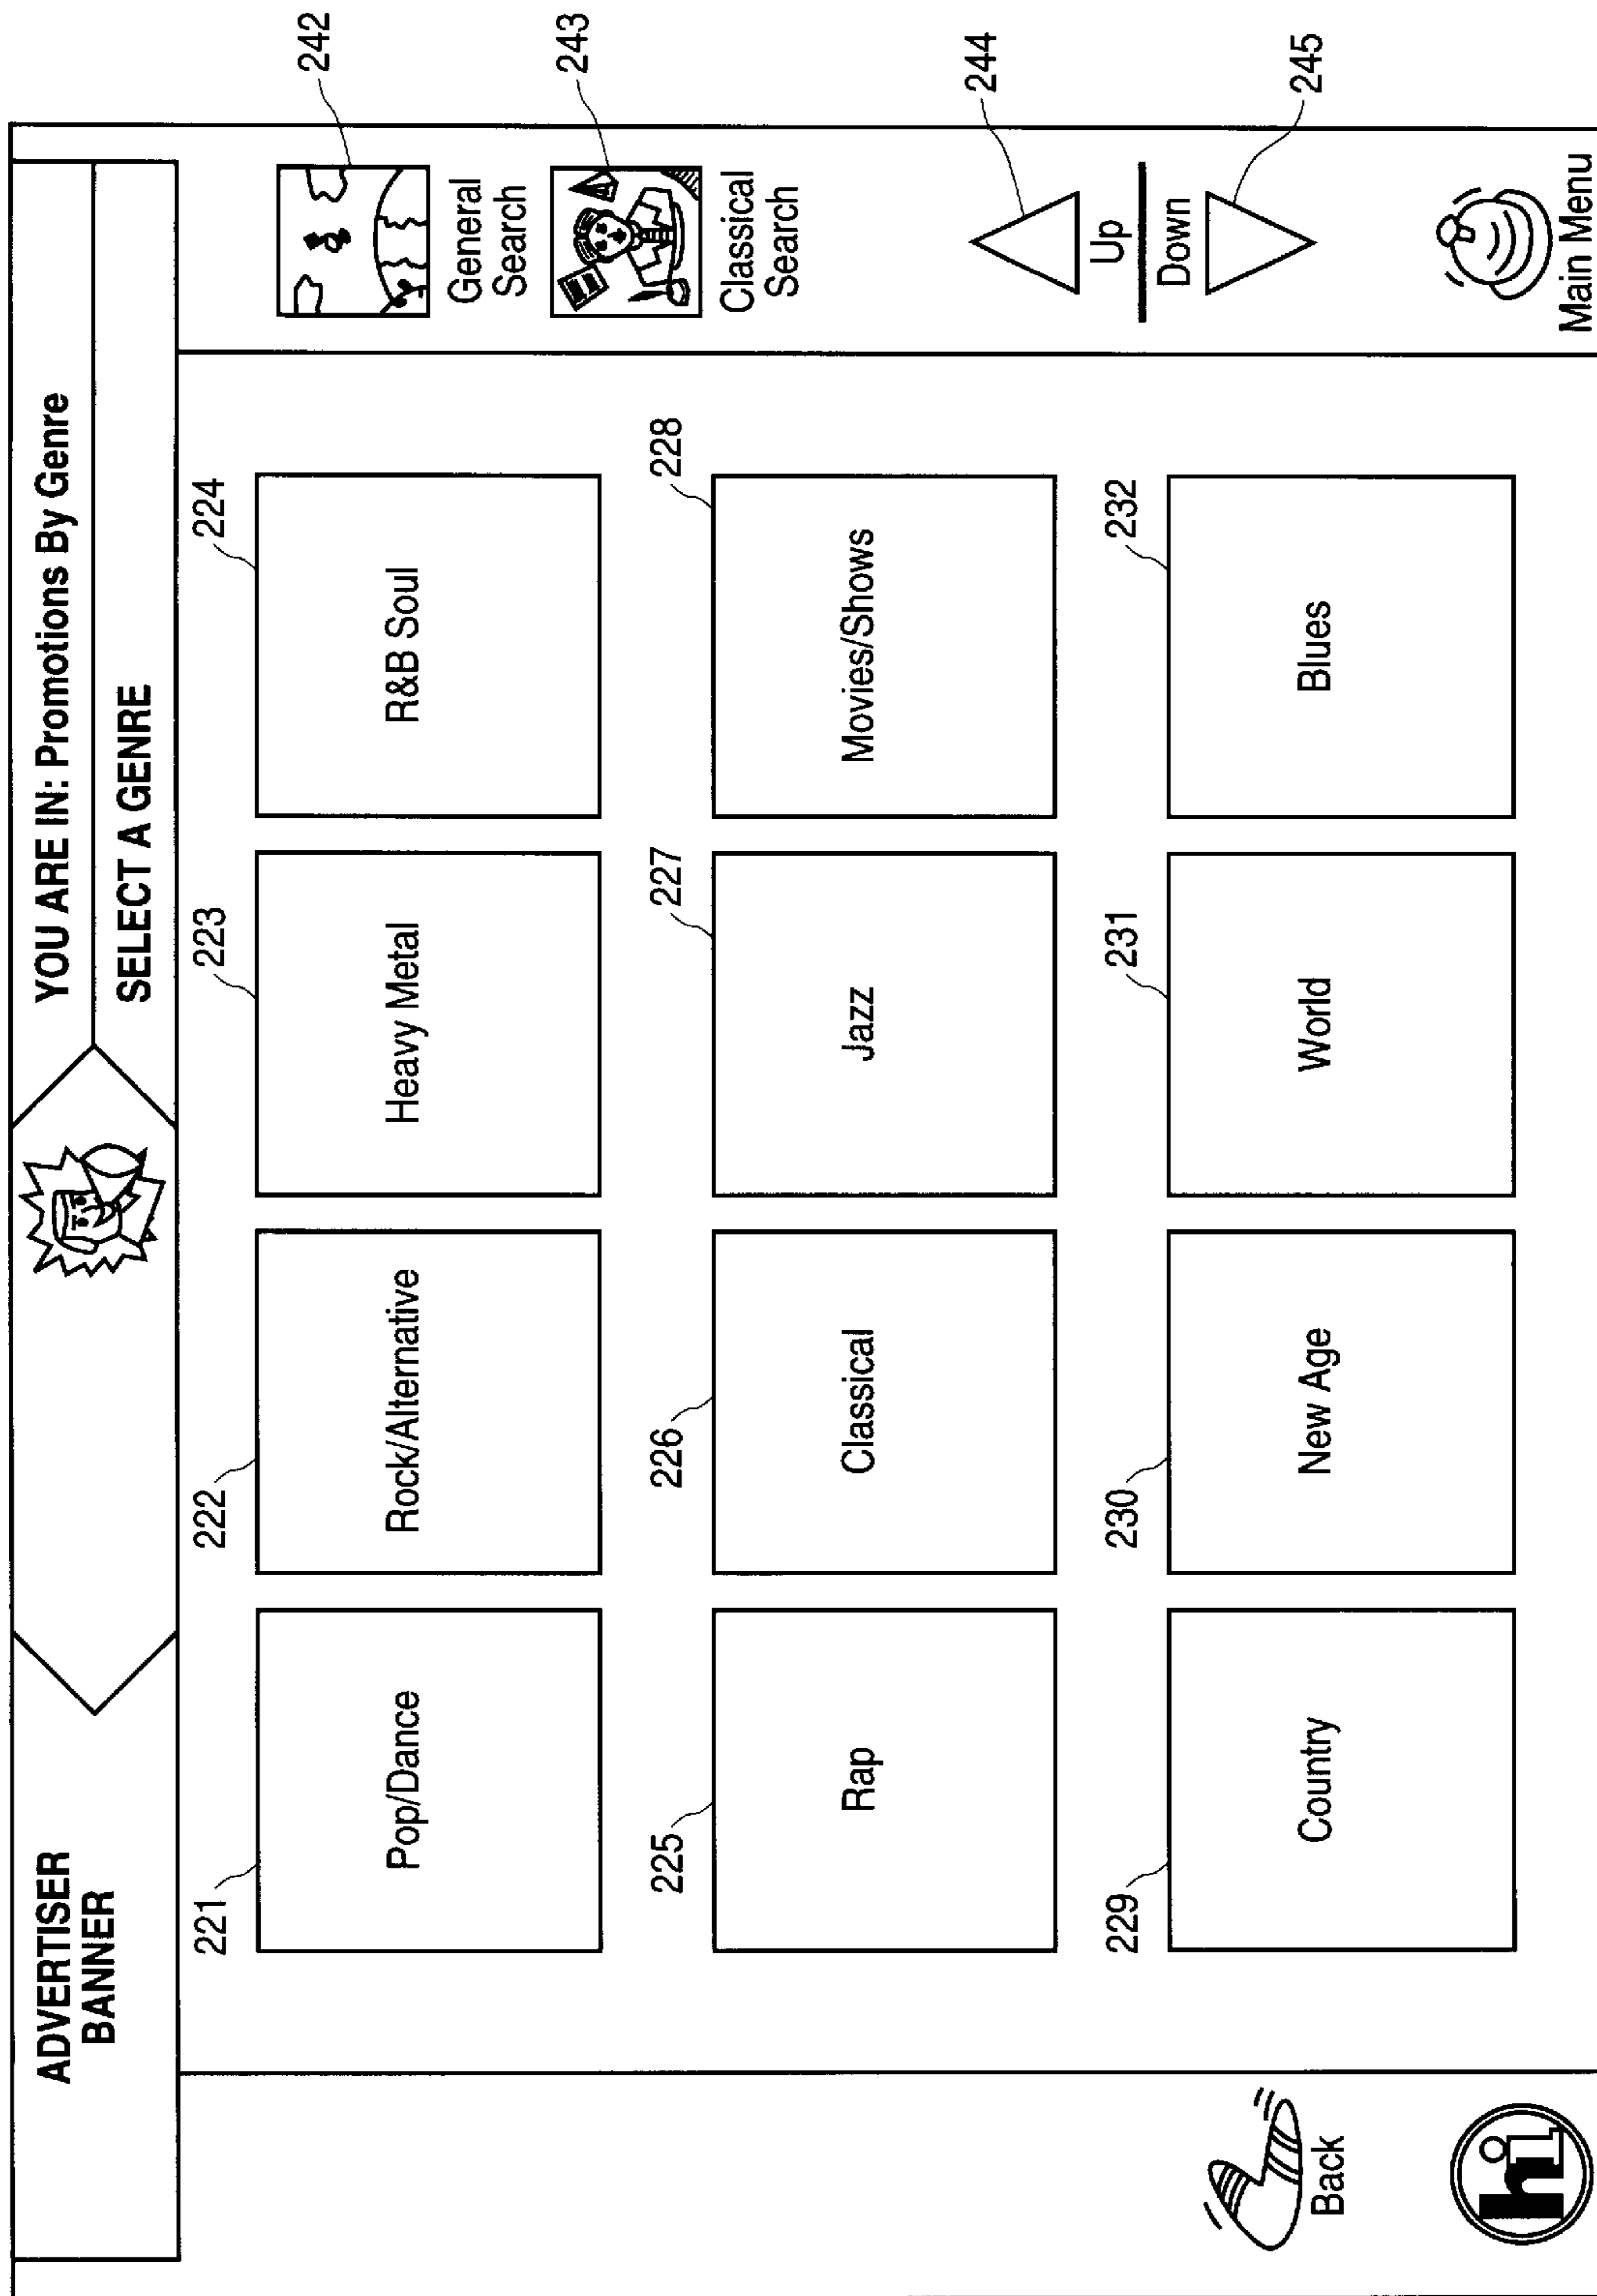 ADVERTISER
BANNER
YOU ARE IN: Promotions By Genre
SELECT A GENRE
221
222
223
224
Pop/Dance
Rock/Alternative
Heavy Metal
R&B Soul
225
226
227
228
Rap
Classical
Jazz
Movies/Shows
229
230
231
232
Country
New Age
World
Blues
242
General
Search
243
Classical
Search
244
Up
Down
245
Back
hi
Main Menu